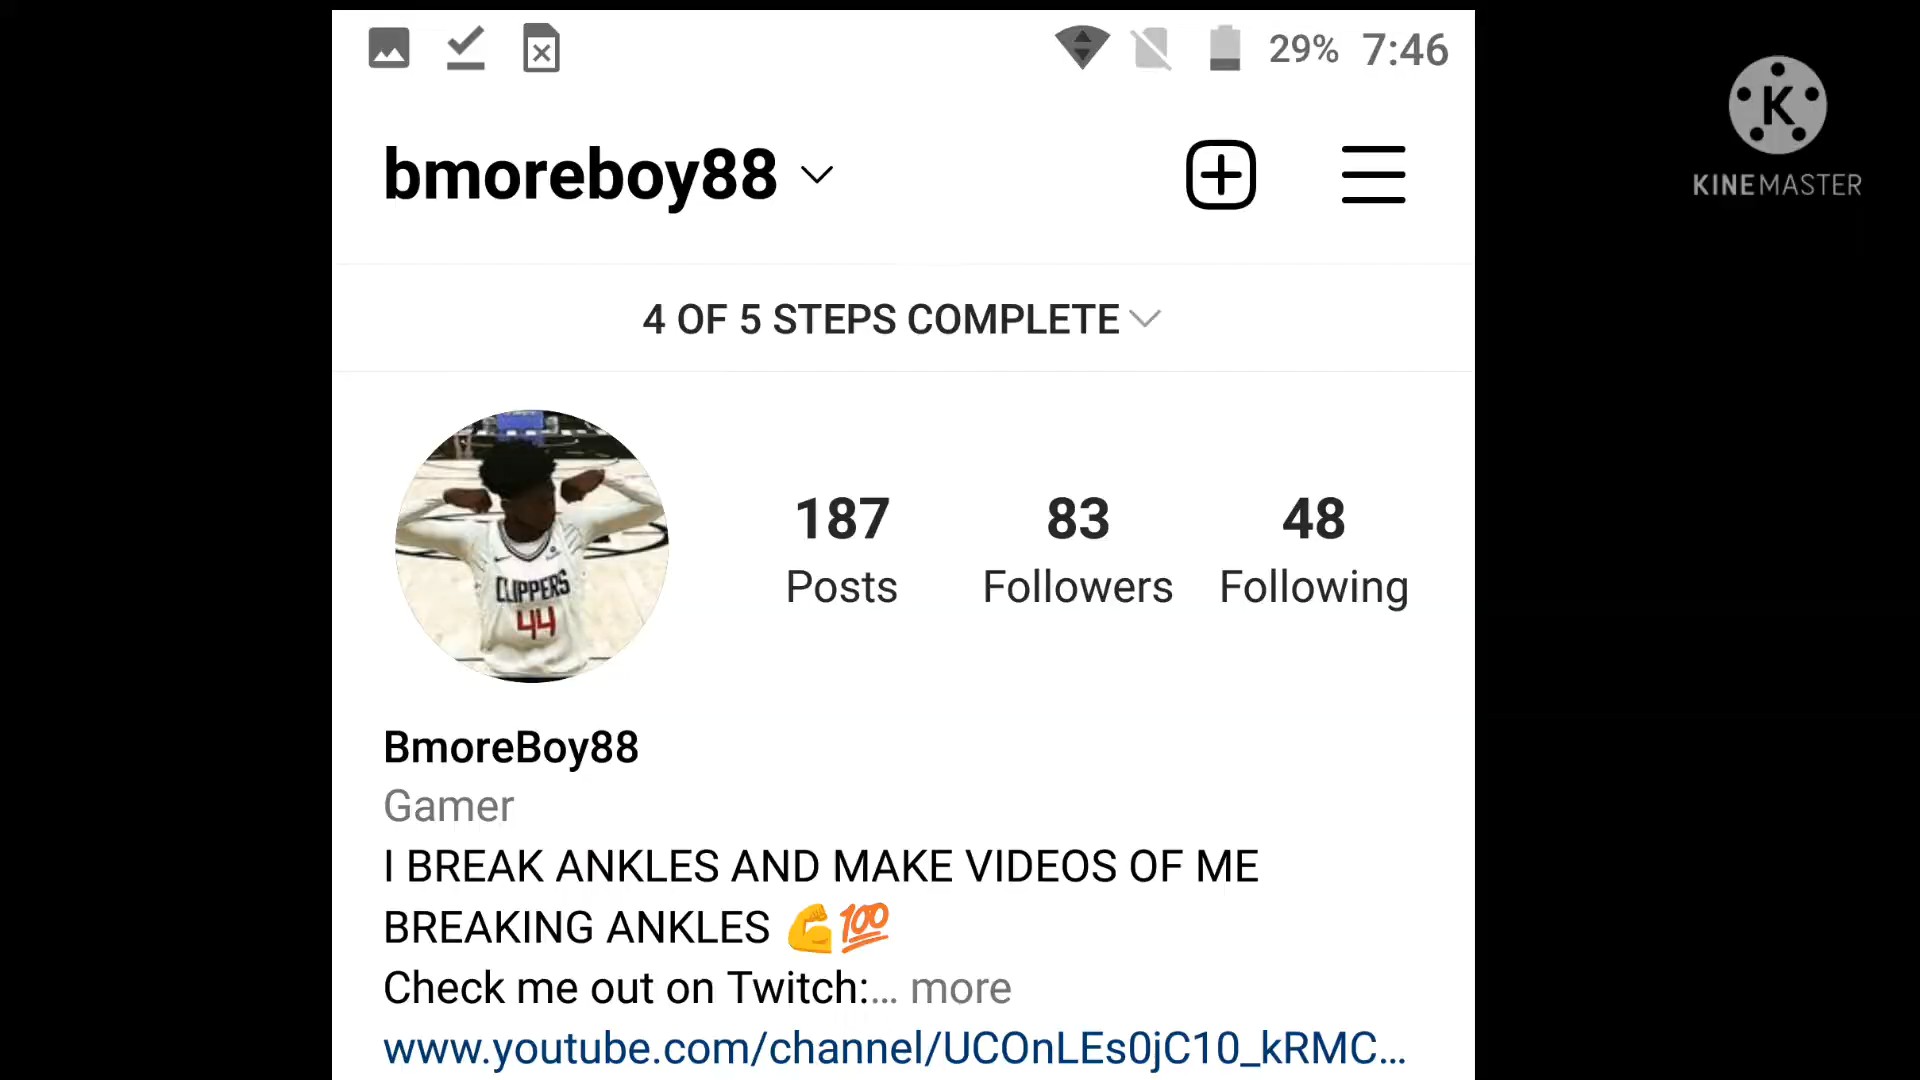 29% 7:46
K
KINEMASTER
bmoreboy88
4 OF 5 STEPS COMPLETE
CLIPPERS
44
187 83 48
Posts Followers Following
BmoreBoy88
Gamer
I BREAK ANKLES AND MAKE VIDEOS OF ME
BREAKING ANKLES 💪💯
Check me out on Twitch:... more
www.youtube.com/channel/UCOnLEs0jC10_kRMC...